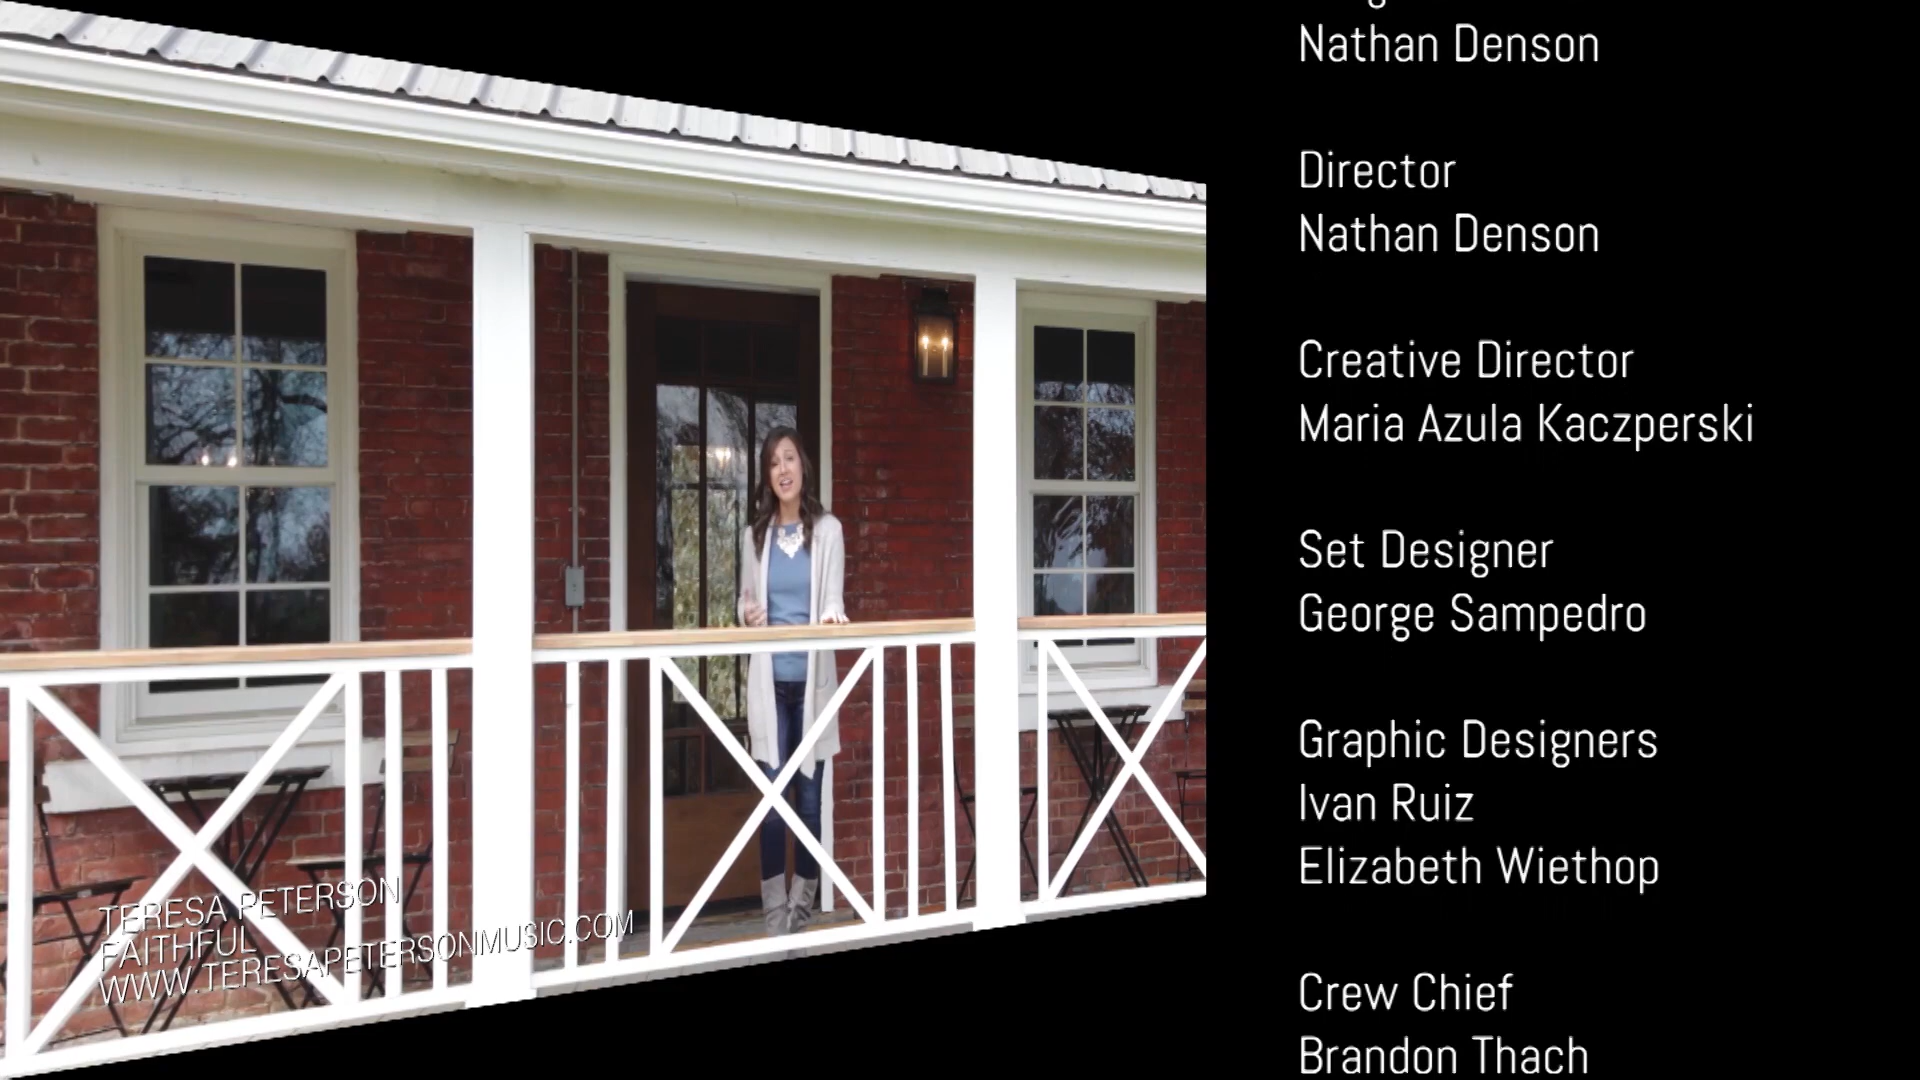 Nathan Denson
Director
Nathan Denson
Creative Director
Maria Azula Kaczperski
Set Designer
George Sampedro
Graphic Designers
Ivan Ruiz
Elizabeth Wiethop
Crew Chief
Brandon Thach
TERESA PETERSON
FAITHFUL
WWW.TERESAPETERSONMUSIC.COM